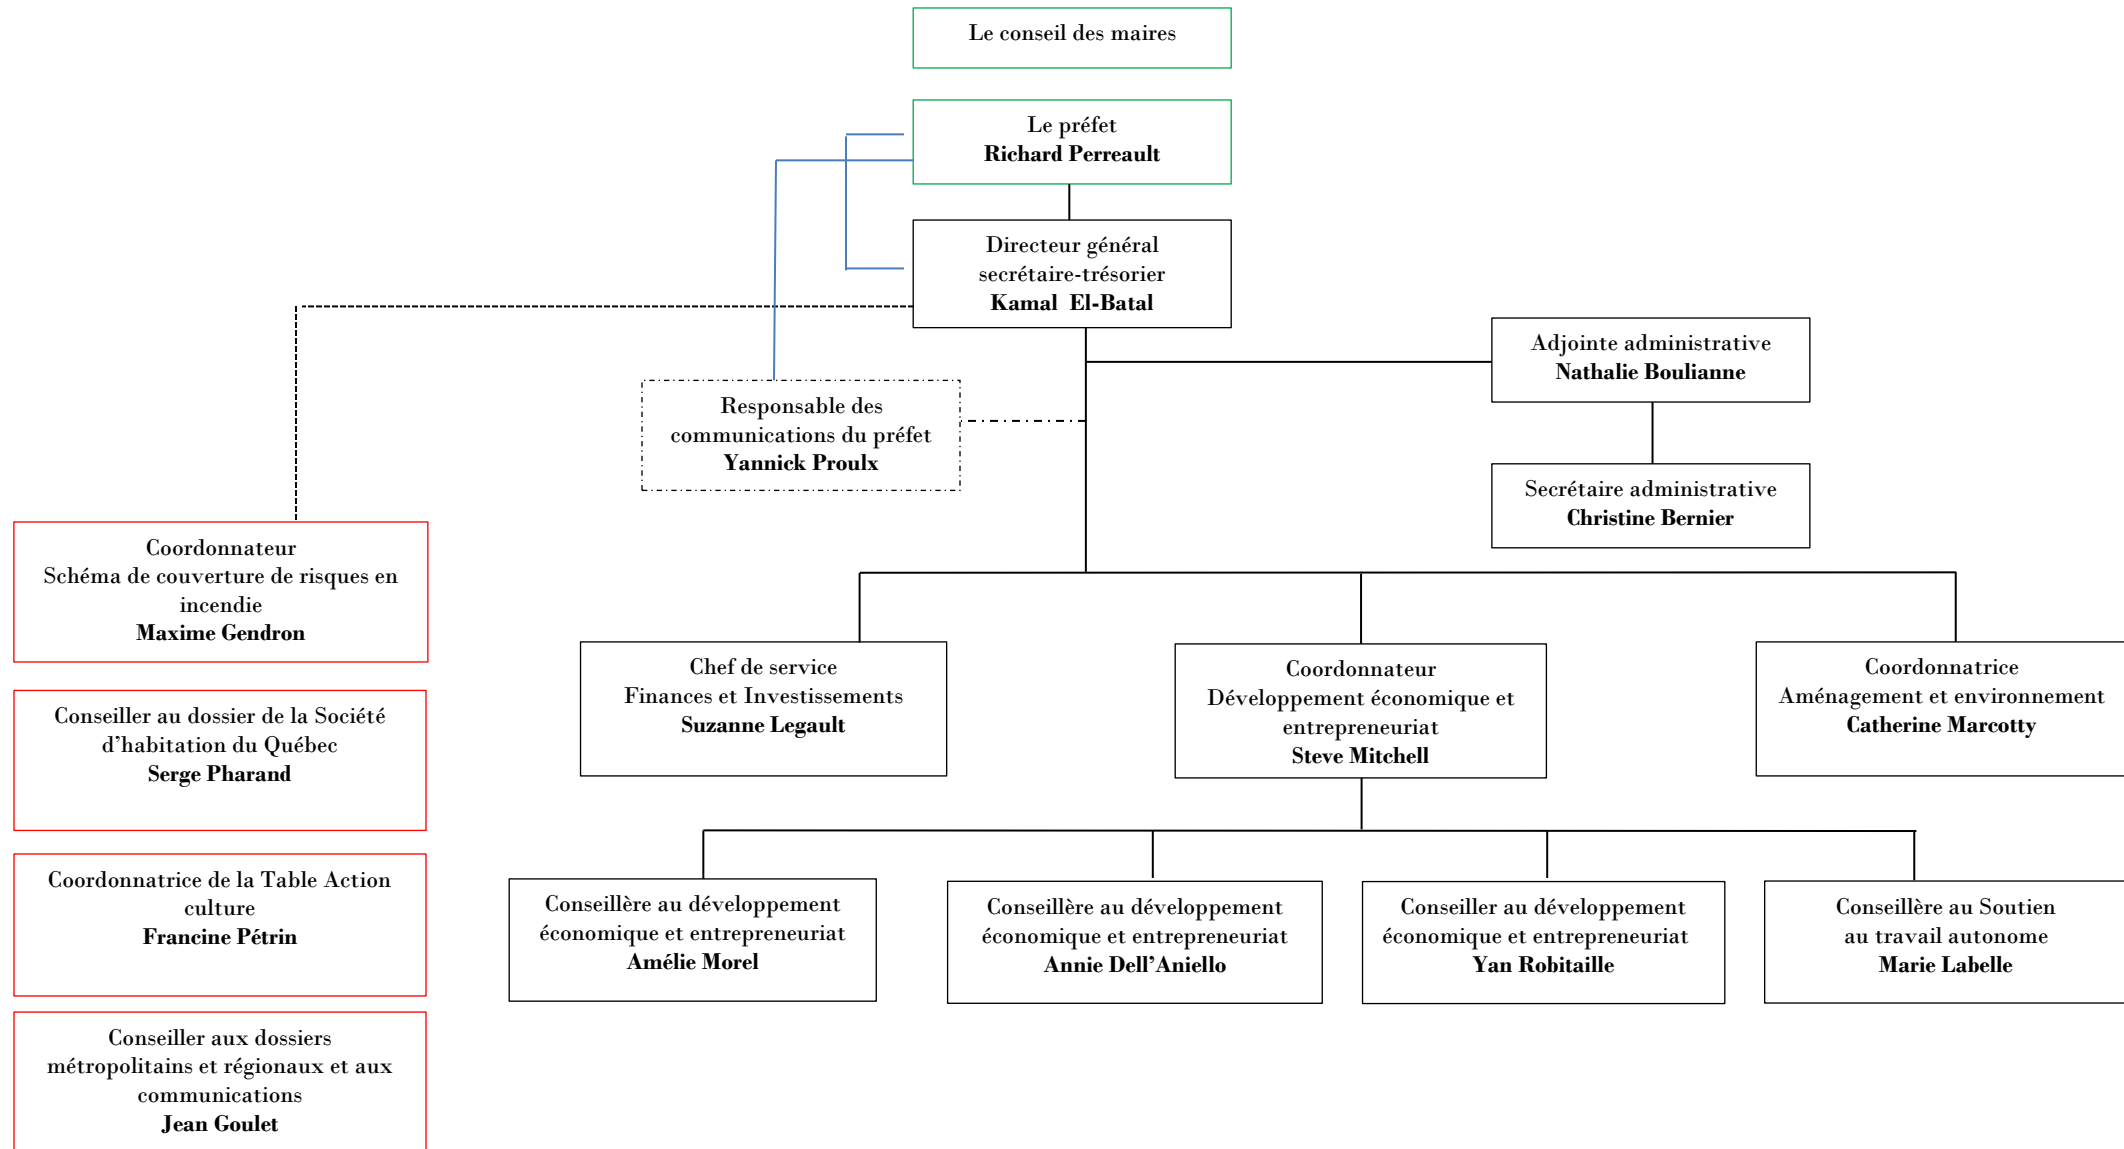 Le conseil des maires
Le préfet
Richard Perreault
Directeur général
secrétaire-trésorier
Kamal El-Batal
Adjointe administrative
Nathalie Boulianne
Responsable des
communications du préfet
Yannick Proulx
Secrétaire administrative
Christine Bernier
Coordonnateur
Schéma de couverture de risques en
incendie
Maxime Gendron
Conseiller au dossier de la Société
d'habitation du Québec
Serge Pharand
Coordonnatrice de la Table Action
culture
Francine Pétrin
Conseiller aux dossiers
métropolitains et régionaux et aux
communications
Jean Goulet
Chef de service
Finances et Investissements
Suzanne Legault
Coordonnateur
Développement économique et
entrepreneuriat
Steve Mitchell
Coordonnatrice
Aménagement et environnement
Catherine Marcotty
Conseillère au développement
économique et entrepreneuriat
Amélie Morel
Conseillère au développement
économique et entrepreneuriat
Annie Dell'Aniello
Conseiller au développement
économique et entrepreneuriat
Yan Robitaille
Conseillère au Soutien
au travail autonome
Marie Labelle